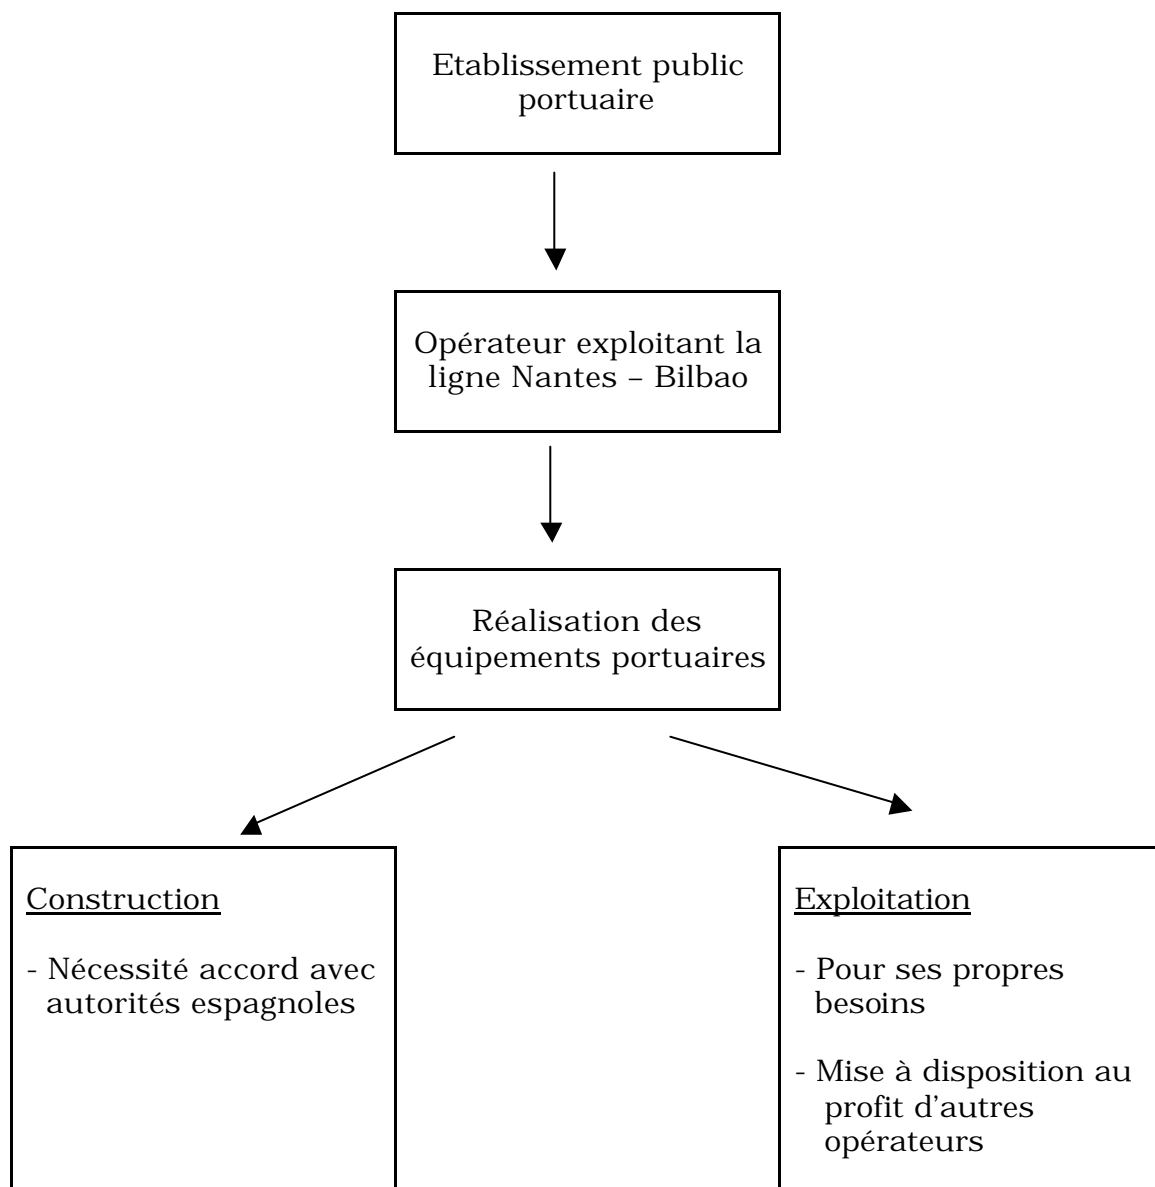 Etablissement public
portuaire
Opérateur exploitant la
ligne Nantes – Bilbao
Réalisation des
équipements portuaires
Construction
- Nécessité accord avec
autorités espagnoles
Exploitation
- Pour ses propres
besoins
- Mise à disposition au
profit d’autres
opérateurs